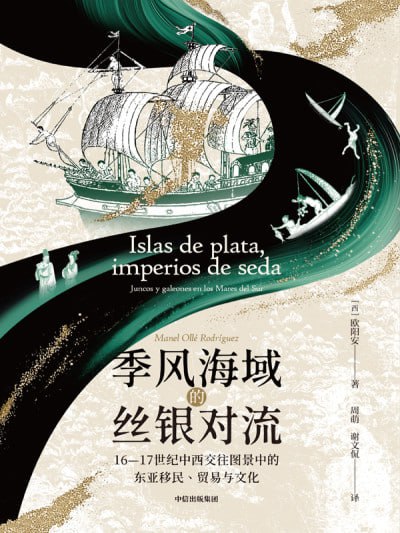 Islas de plata,
imperios de seda
Juncos y galeones en los Mares del Sur
Manel Ollé Rodríguez
季风海域
的
丝银对流
16—17世纪中西交往图景中的
东亚移民、贸易与文化
[西]欧阳安——著
周萌 谢文侃——译
中信出版集团